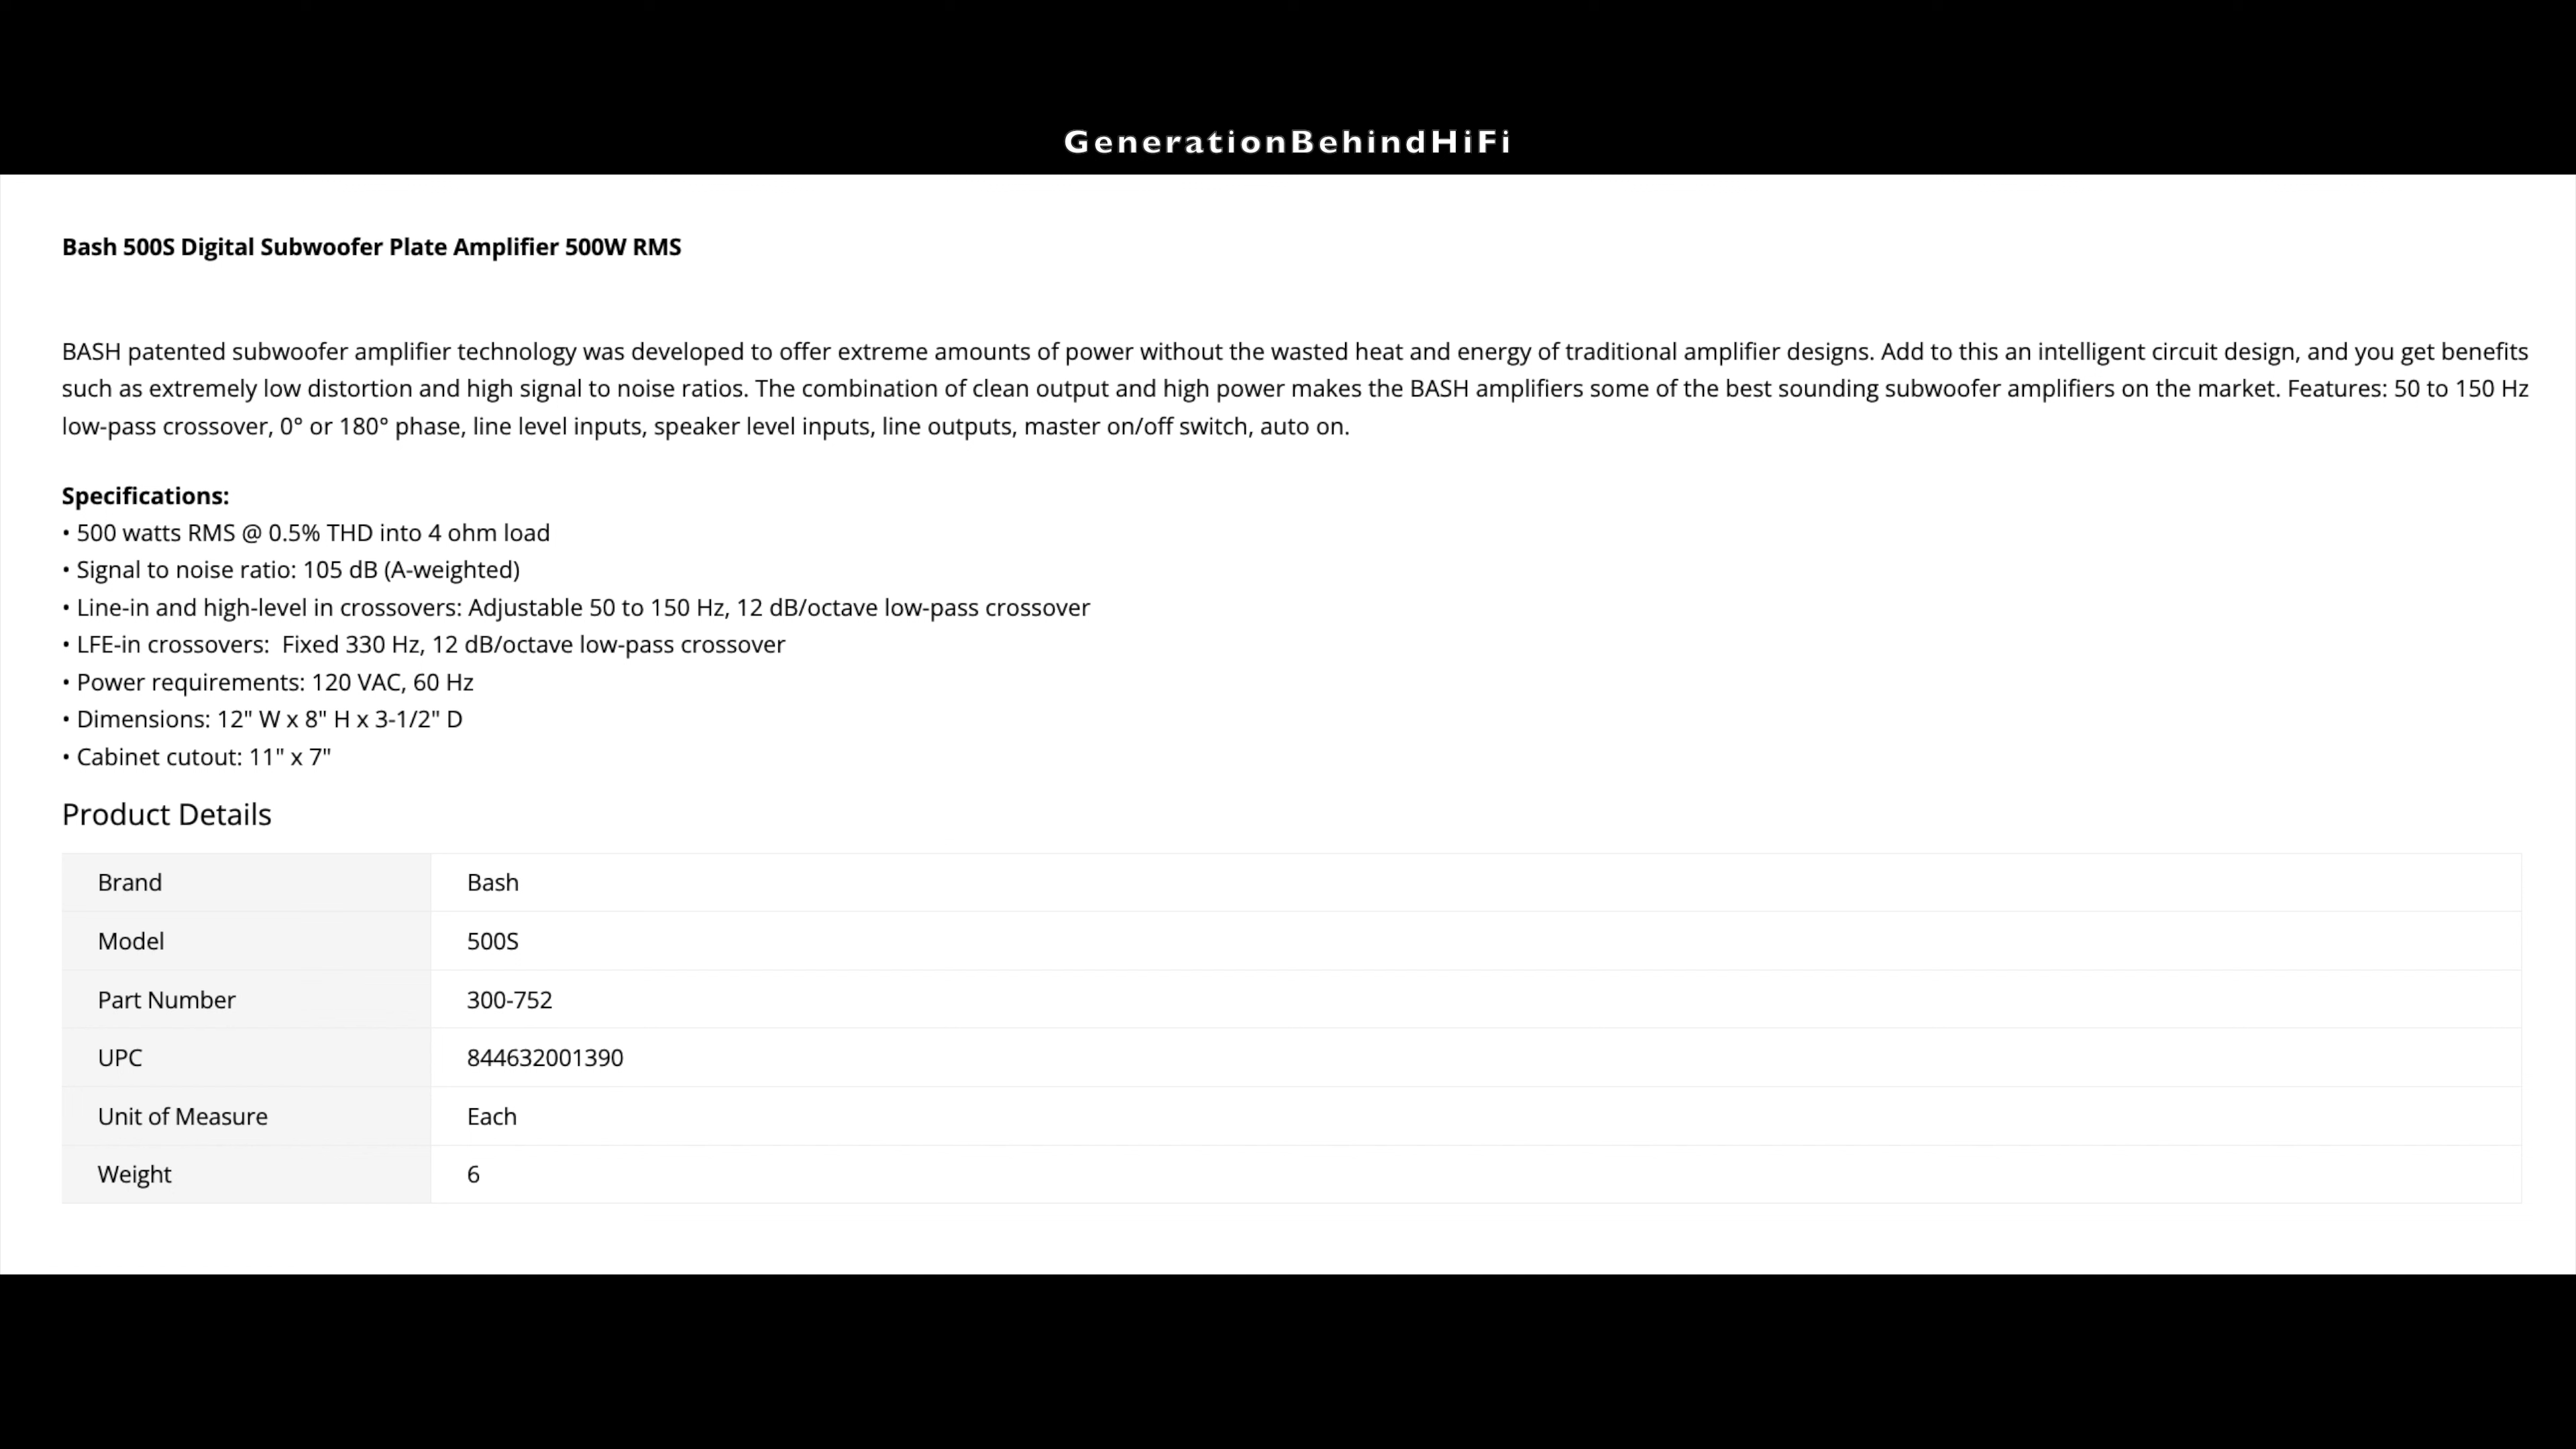 GenerationBehindHiFi
Bash 500S Digital Subwoofer Plate Amplifier 500W RMS
BASH patented subwoofer amplifier technology was developed to offer extreme amounts of power without the wasted heat and energy of traditional amplifier designs. Add to this an intelligent circuit design, and you get benefits
such as extremely low distortion and high signal to noise ratios. The combination of clean output and high power makes the BASH amplifiers some of the best sounding subwoofer amplifiers on the market. Features: 50 to 150 Hz
low-pass crossover, 0° or 180° phase, line level inputs, speaker level inputs, line outputs, master on/off switch, auto on.
Specifications:
• 500 watts RMS @ 0.5% THD into 4 ohm load
• Signal to noise ratio: 105 dB (A-weighted)
• Line-in and high-level in crossovers: Adjustable 50 to 150 Hz, 12 dB/octave low-pass crossover
• LFE-in crossovers:  Fixed 330 Hz, 12 dB/octave low-pass crossover
• Power requirements: 120 VAC, 60 Hz
• Dimensions: 12" W x 8" H x 3-1/2" D
• Cabinet cutout: 11" x 7"
Product Details
Brand Bash
Model 500S
Part Number 300-752
UPC 844632001390
Unit of Measure Each
Weight 6